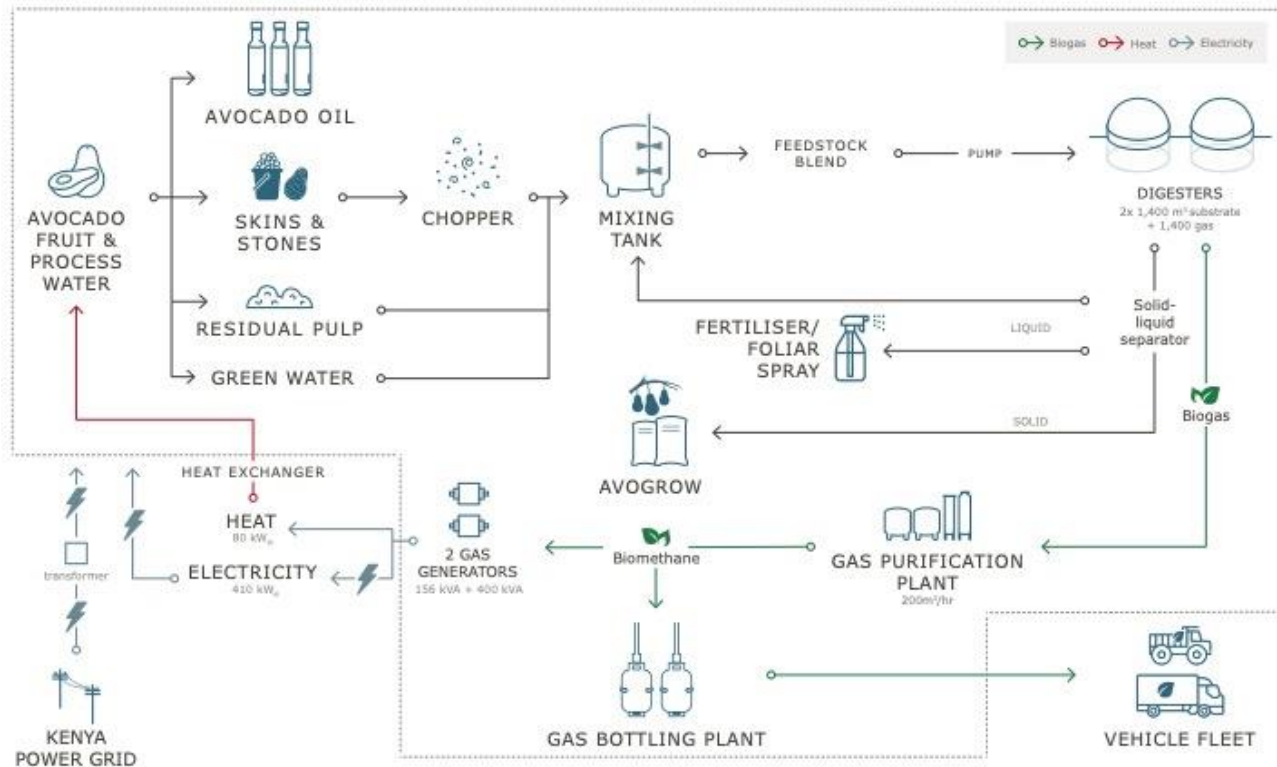 Biogas
Heat
Electricity
AVOCADO OIL
AVOCADO
FRUIT &
PROCESS
WATER
SKINS &
STONES
CHOPPER
MIXING
TANK
FEEDSTOCK
BLEND
PUMP
DIGESTERS
2x 1,400 m³ substrate
+ 1,400 gas
RESIDUAL PULP
GREEN WATER
FERTILISER/
FOLIAR
SPRAY
LIQUID
Solid-
liquid
separator
Biogas
SOLID
AVOGROW
HEAT EXCHANGER
HEAT
80 kWₑ
ELECTRICITY
410 kWₑ
transformer
2 GAS
GENERATORS
156 kVA + 400 kVA
Biomethane
GAS PURIFICATION
PLANT
200m³/hr
KENYA
POWER GRID
GAS BOTTLING PLANT
VEHICLE FLEET